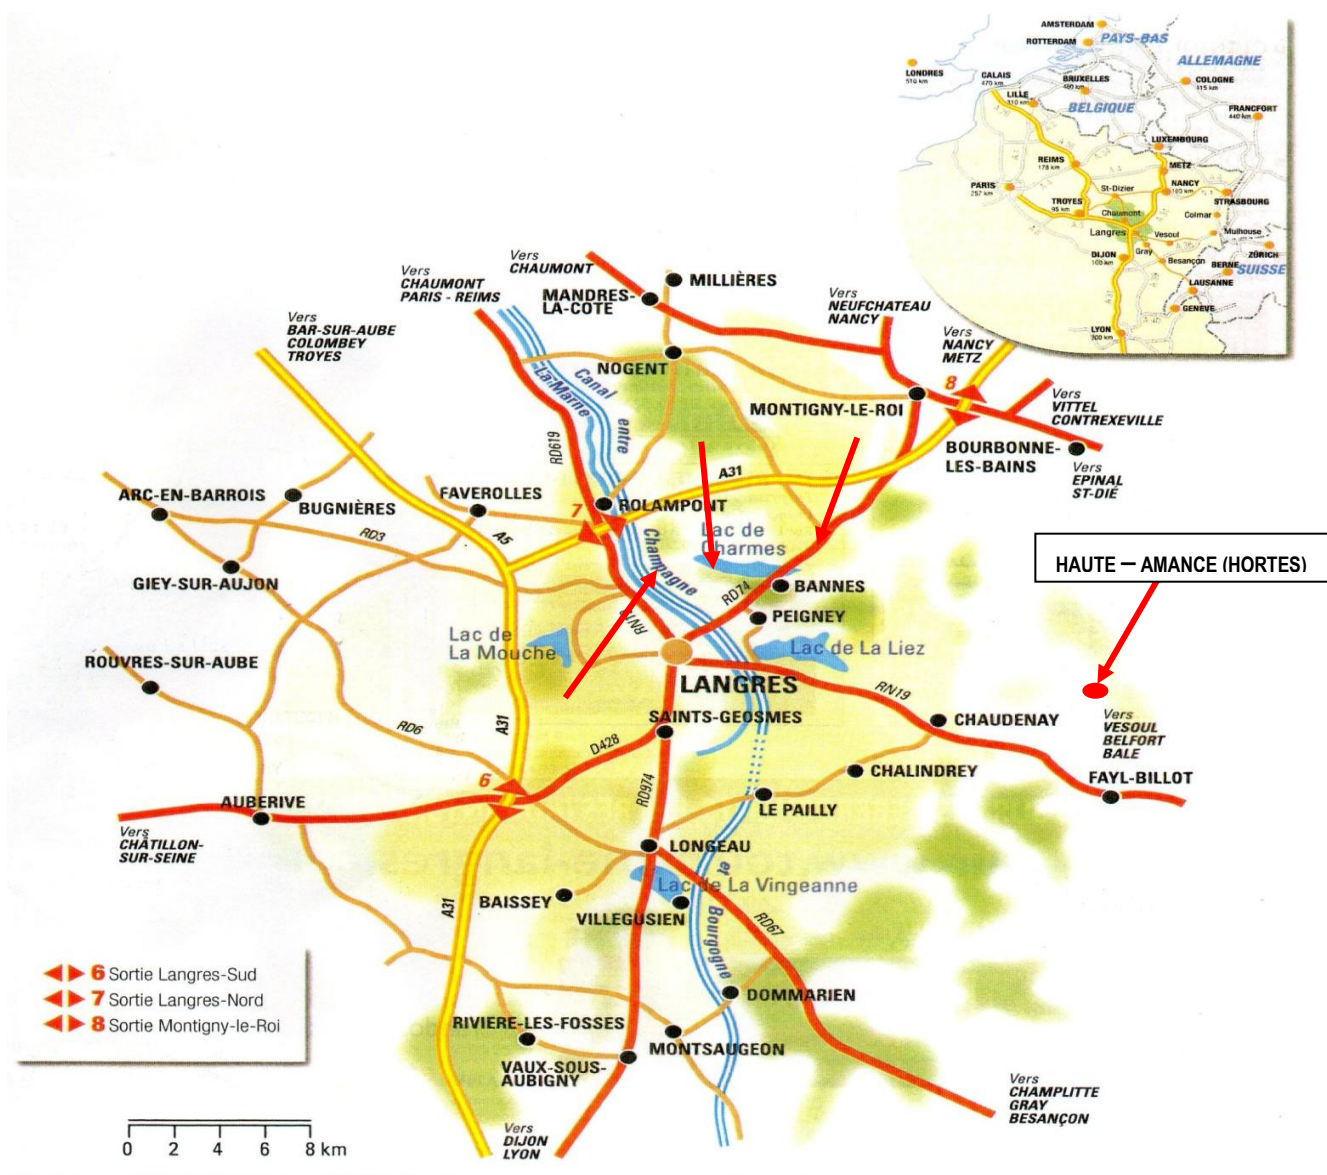 AMSTERDAM
ROTTERDAM
PAYS-BAS
ALLEMAGNE
LONDRES
510 km
CALAIS
470 km
BRUXELLES
COLOGNE
LILLE
BELGIQUE
FRANCFORT
440 km
LUXEMBOURG
REIMS
METZ
PARIS
St-Dizier
NANCY
STRASBOURG
TROYES
Chaumont
Colmar
Langres
Vesoul
Mulhouse
DIJON
Gray
Besançon
ZÜRICH
BERNE
SUISSE
LAUSANNE
GENEVE
LYON
A31
Vers
CHAUMONT
Vers
CHAUMONT
PARIS - REIMS
MILLIÈRES
MANDRES-
LA-COTE
Vers
NEUFCHATEAU
NANCY
Vers
NANCY
METZ
Vers
BAR-SUR-AUBE
COLOMBEY
TROYES
NOGENT
Canal entre Champagne et Bourgogne
La Marne
MONTIGNY-LE-ROI
8
Vers
VITTEL
CONTREXEVILLE
BOURBONNE-
LES-BAINS
Vers
EPINAL
ST-DIÉ
RD619
A31
ARC-EN-BARROIS
BUGNIÈRES
FAVEROLLES
7
ROLAMPONT
RD3
A5
Lac de
Charmes
HAUTE – AMANCE (HORTES)
GIEY-SUR-AUJON
RD74
BANNES
PEIGNEY
RN19
Lac de
La Mouche
Lac de La Liez
ROUVRES-SUR-AUBE
LANGRES
RN19
SAINTS-GEOSMES
CHAUDENAY
Vers
VESOUL
BELFORT
BALE
RD6
A31
D428
CHALINDREY
FAYL-BILLOT
6
RD974
LE PAILLY
AUBERIVE
Vers
CHÂTILLON-
SUR-SEINE
LONGEAU
Lac de La Vingeanne
BAISSEY
VILLEGUSIEN
A31
RD67
6 Sortie Langres-Sud
7 Sortie Langres-Nord
8 Sortie Montigny-le-Roi
DOMMARIEN
RIVIERE-LES-FOSSES
MONTSAUGEON
VAUX-SOUS-
AUBIGNY
Vers
CHAMPLITTE
GRAY
BESANÇON
Vers
DIJON
LYON
0 2 4 6 8 km